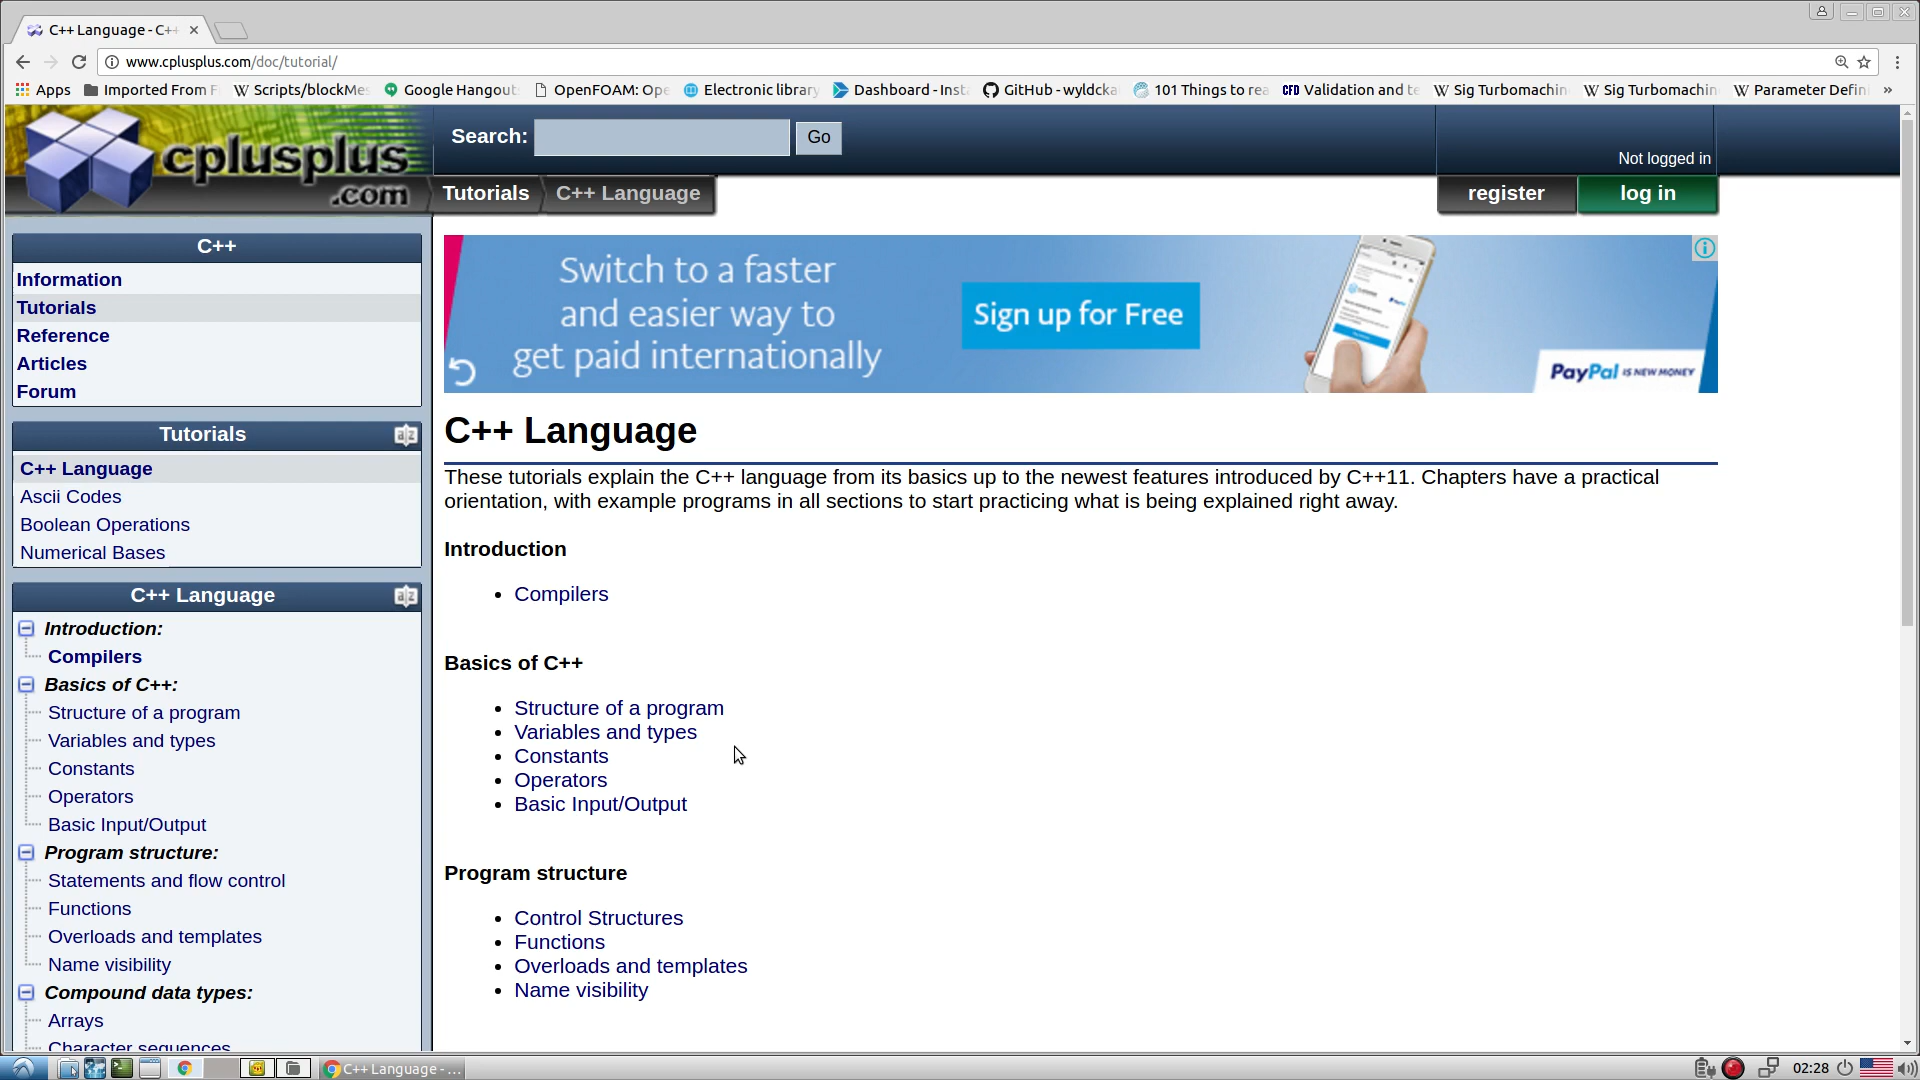 C++ Language - C++
www.cplusplus.com/doc/tutorial/
Apps
Imported From F
Scripts/blockMes
Google Hangout
OpenFOAM: Ope
Electronic library
Dashboard - Inst
GitHub - wyldcka
101 Things to rea
CFD Validation and te
Sig Turbomachin
Sig Turbomachin
Parameter Defin
»
cplusplus
.com
Search:
Go
Not logged in
Tutorials
C++ Language
register
log in
C++
Information
Tutorials
Reference
Articles
Forum
Tutorials
C++ Language
Ascii Codes
Boolean Operations
Numerical Bases
C++ Language
Introduction:
Compilers
Basics of C++:
Structure of a program
Variables and types
Constants
Operators
Basic Input/Output
Program structure:
Statements and flow control
Functions
Overloads and templates
Name visibility
Compound data types:
Arrays
Character sequences
Switch to a faster
and easier way to
get paid internationally
Sign up for Free
PayPal IS NEW MONEY
C++ Language
These tutorials explain the C++ language from its basics up to the newest features introduced by C++11. Chapters have a practical
orientation, with example programs in all sections to start practicing what is being explained right away.
Introduction
• Compilers
Basics of C++
• Structure of a program
• Variables and types
• Constants
• Operators
• Basic Input/Output
Program structure
• Control Structures
• Functions
• Overloads and templates
• Name visibility
C++ Language - ...
02:28